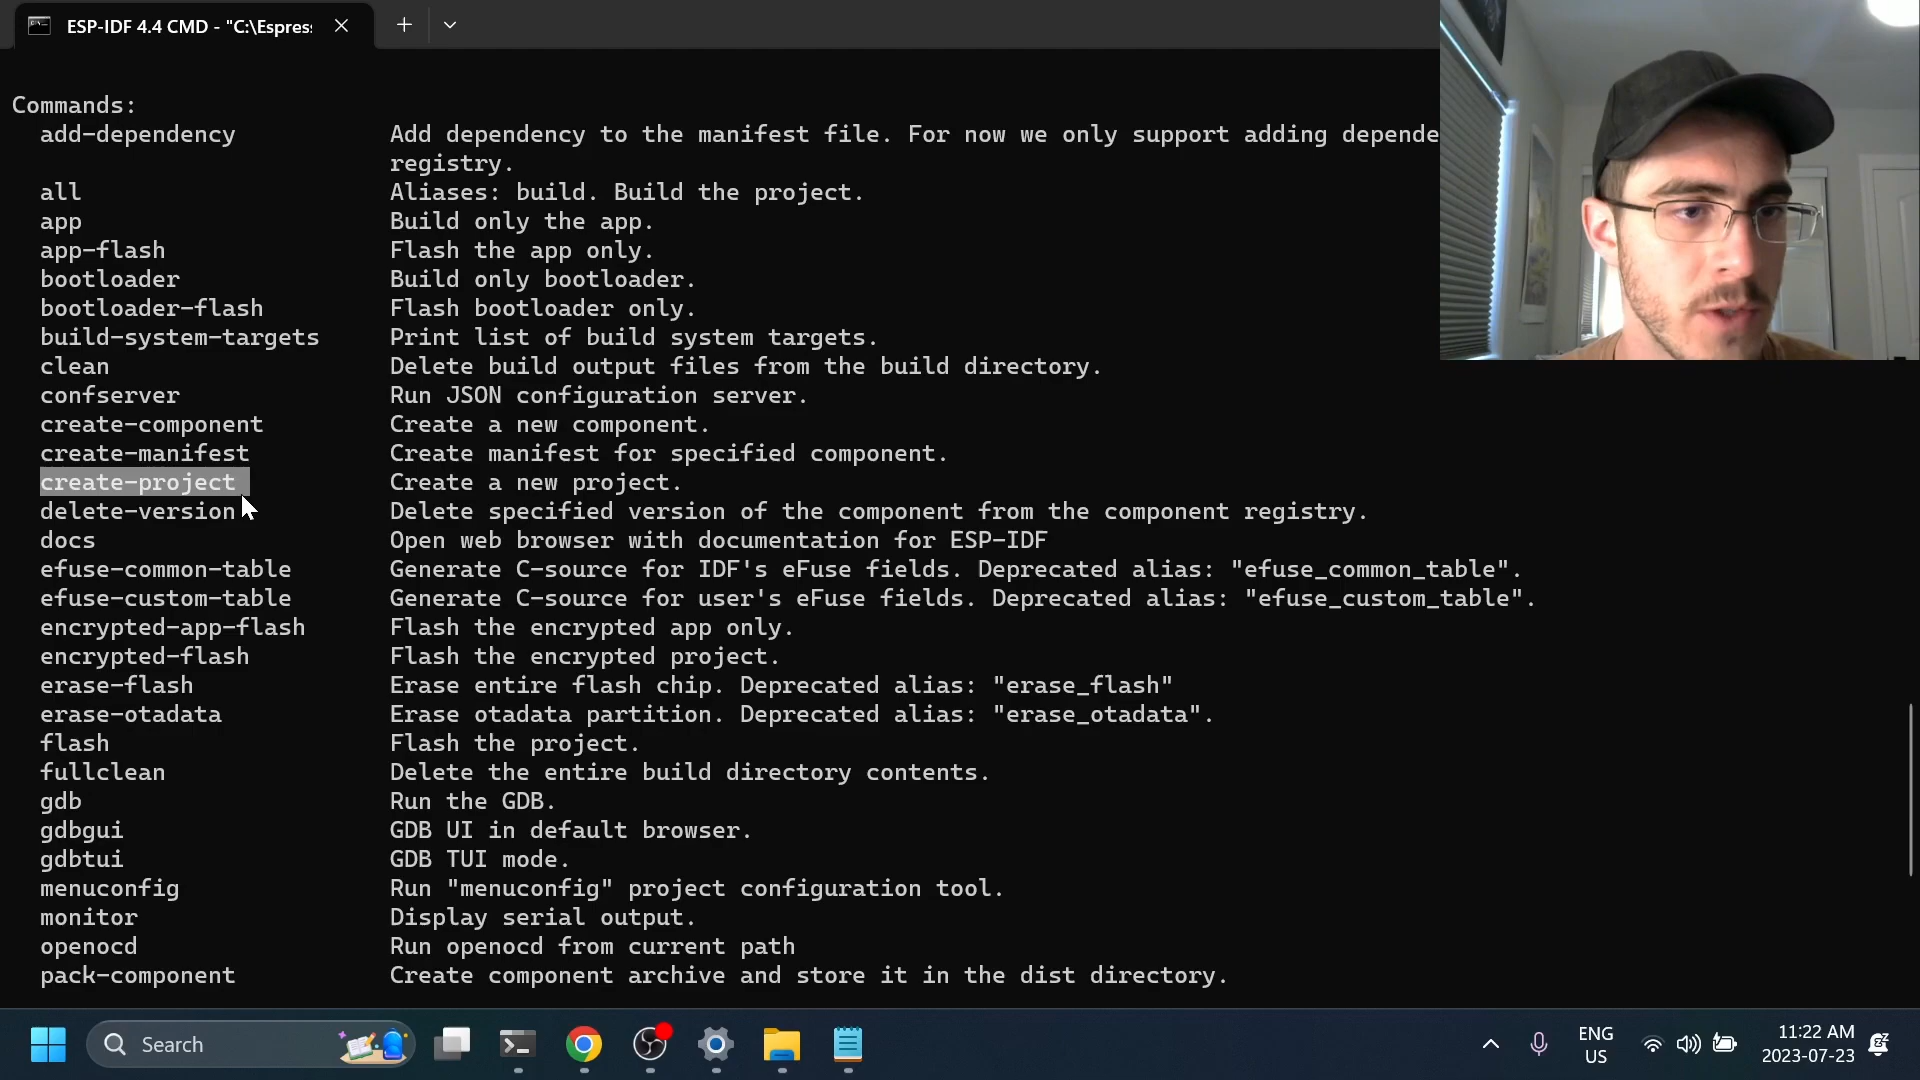 ESP-IDF 4.4 CMD - "C:\Espres
Commands:
add-dependency Add dependency to the manifest file. For now we only support adding depende
registry.
all Aliases: build. Build the project.
app Build only the app.
app-flash Flash the app only.
bootloader Build only bootloader.
bootloader-flash Flash bootloader only.
build-system-targets Print list of build system targets.
clean Delete build output files from the build directory.
confserver Run JSON configuration server.
create-component Create a new component.
create-manifest Create manifest for specified component.
create-project Create a new project.
delete-version Delete specified version of the component from the component registry.
docs Open web browser with documentation for ESP-IDF
efuse-common-table Generate C-source for IDF's eFuse fields. Deprecated alias: "efuse_common_table".
efuse-custom-table Generate C-source for user's eFuse fields. Deprecated alias: "efuse_custom_table".
encrypted-app-flash Flash the encrypted app only.
encrypted-flash Flash the encrypted project.
erase-flash Erase entire flash chip. Deprecated alias: "erase_flash"
erase-otadata Erase otadata partition. Deprecated alias: "erase_otadata".
flash Flash the project.
fullclean Delete the entire build directory contents.
gdb Run the GDB.
gdbgui GDB UI in default browser.
gdbtui GDB TUI mode.
menuconfig Run "menuconfig" project configuration tool.
monitor Display serial output.
openocd Run openocd from current path
pack-component Create component archive and store it in the dist directory.
Search
ENG
US
11:22 AM
2023-07-23